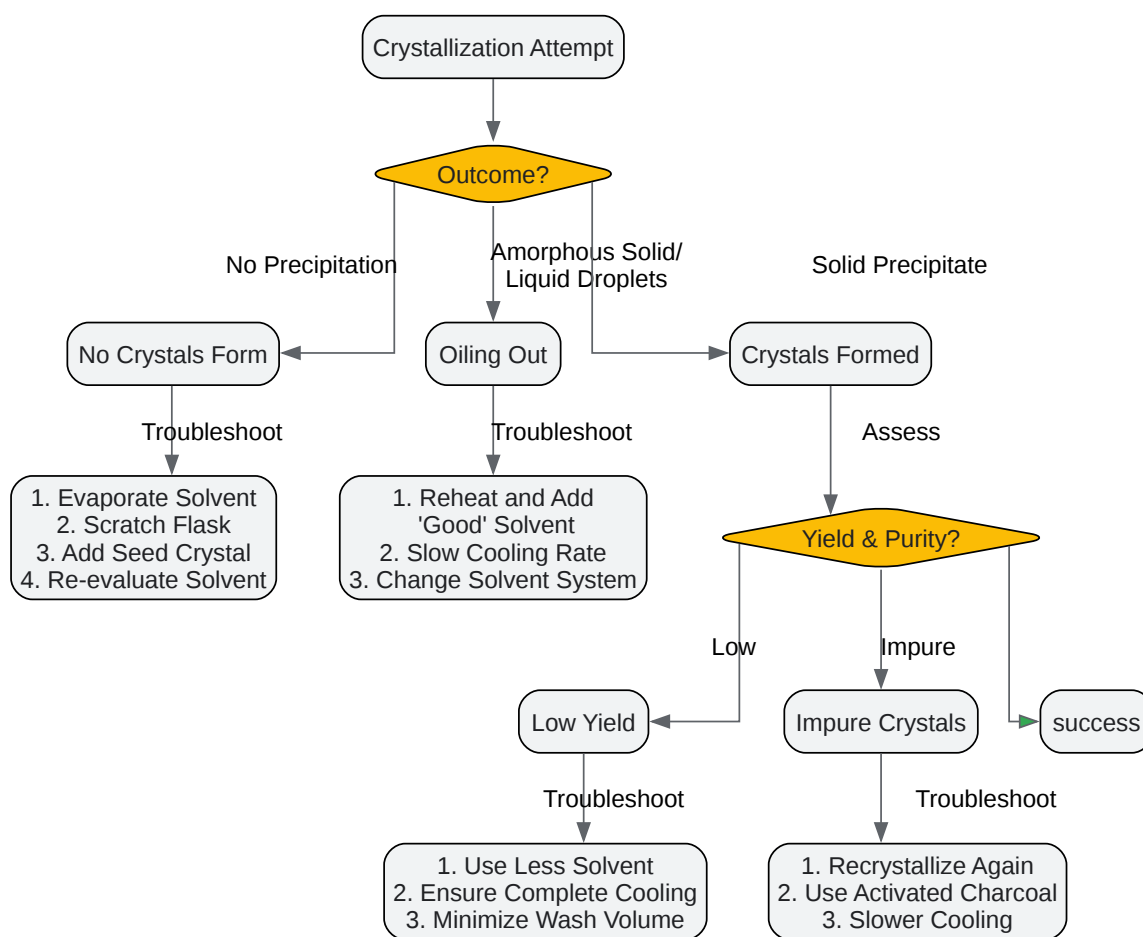 Crystallization Attempt
Outcome?
No Precipitation
Amorphous Solid/
Liquid Droplets
Solid Precipitate
No Crystals Form
Oiling Out
Crystals Formed
Troubleshoot
Troubleshoot
Assess
1. Evaporate Solvent
2. Scratch Flask
3. Add Seed Crystal
4. Re-evaluate Solvent
1. Reheat and Add
'Good' Solvent
2. Slow Cooling Rate
3. Change Solvent System
Yield & Purity?
Low
Impure
Low Yield
Impure Crystals
success
Troubleshoot
Troubleshoot
1. Use Less Solvent
2. Ensure Complete Cooling
3. Minimize Wash Volume
1. Recrystallize Again
2. Use Activated Charcoal
3. Slower Cooling